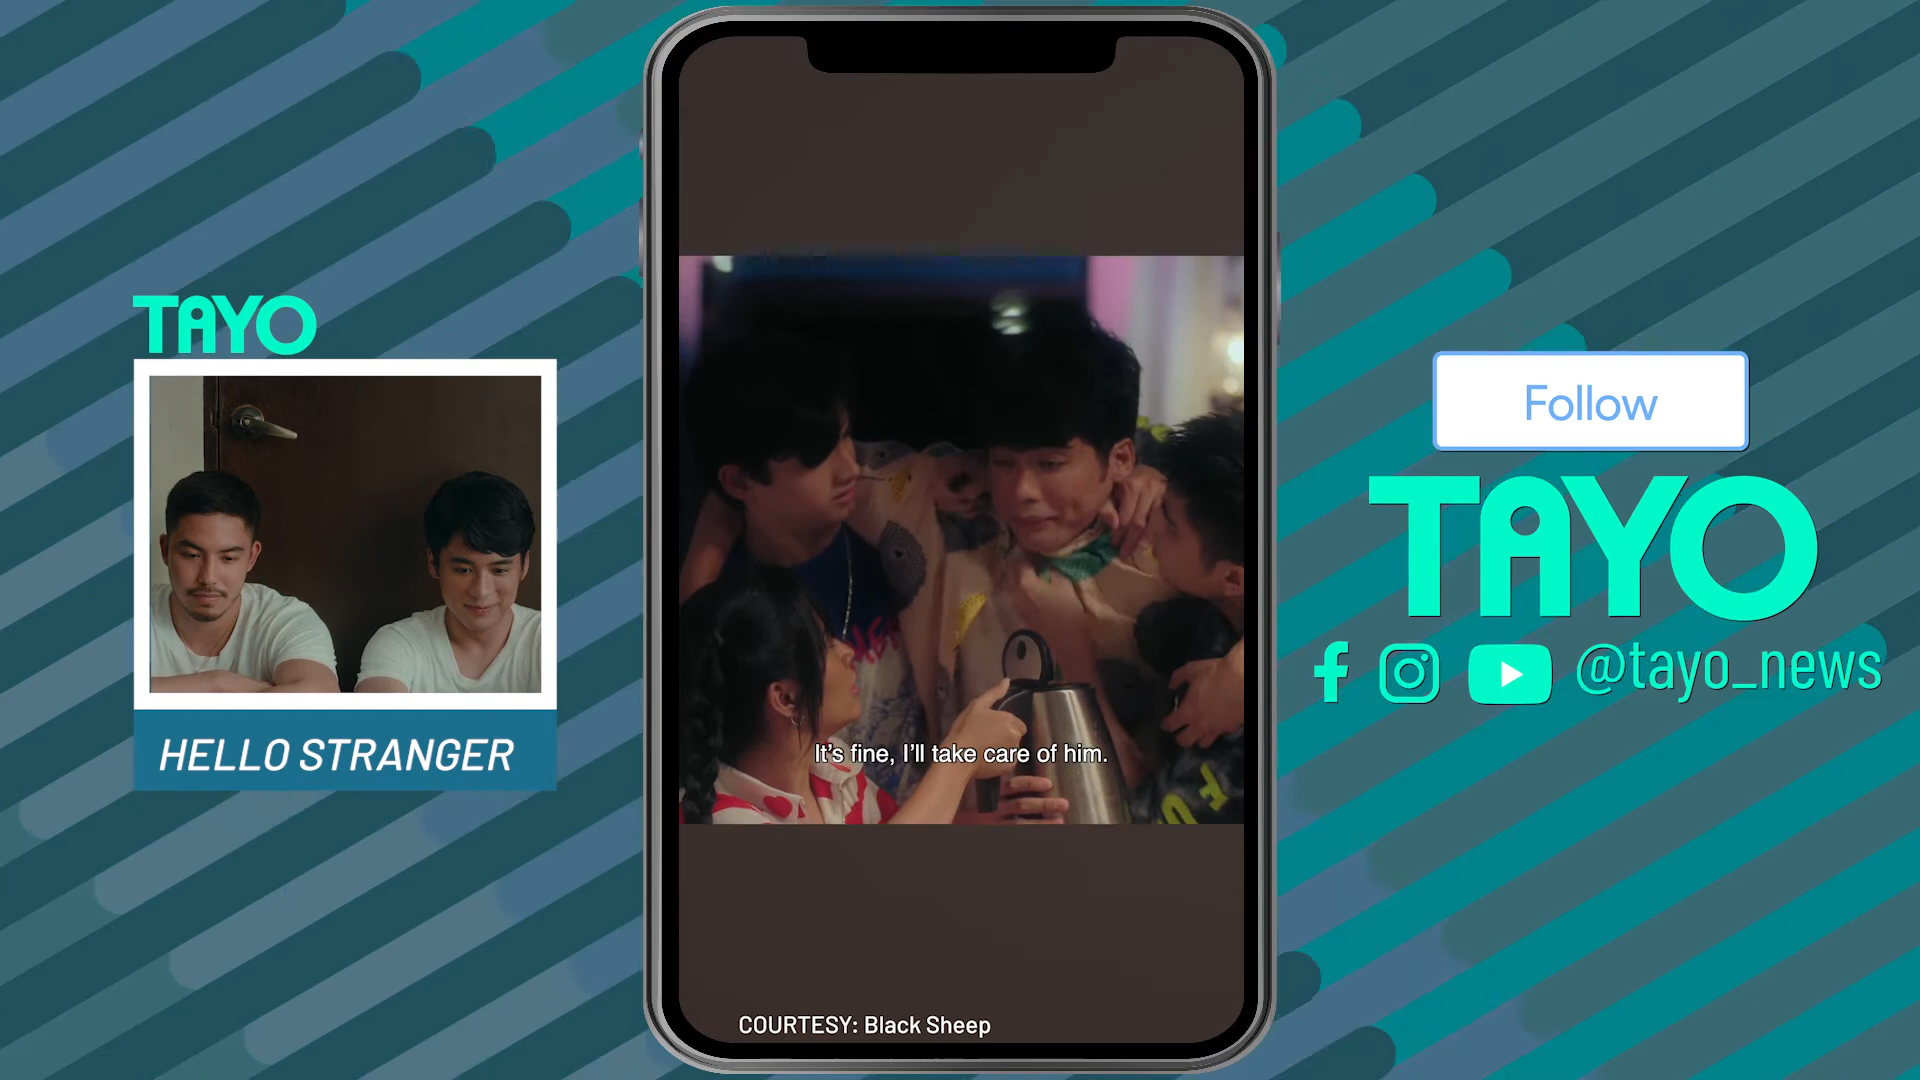 TAYO
HELLO STRANGER
It's fine, I'll take care of him.
COURTESY: Black Sheep
Follow
TAYO
@tayo_news